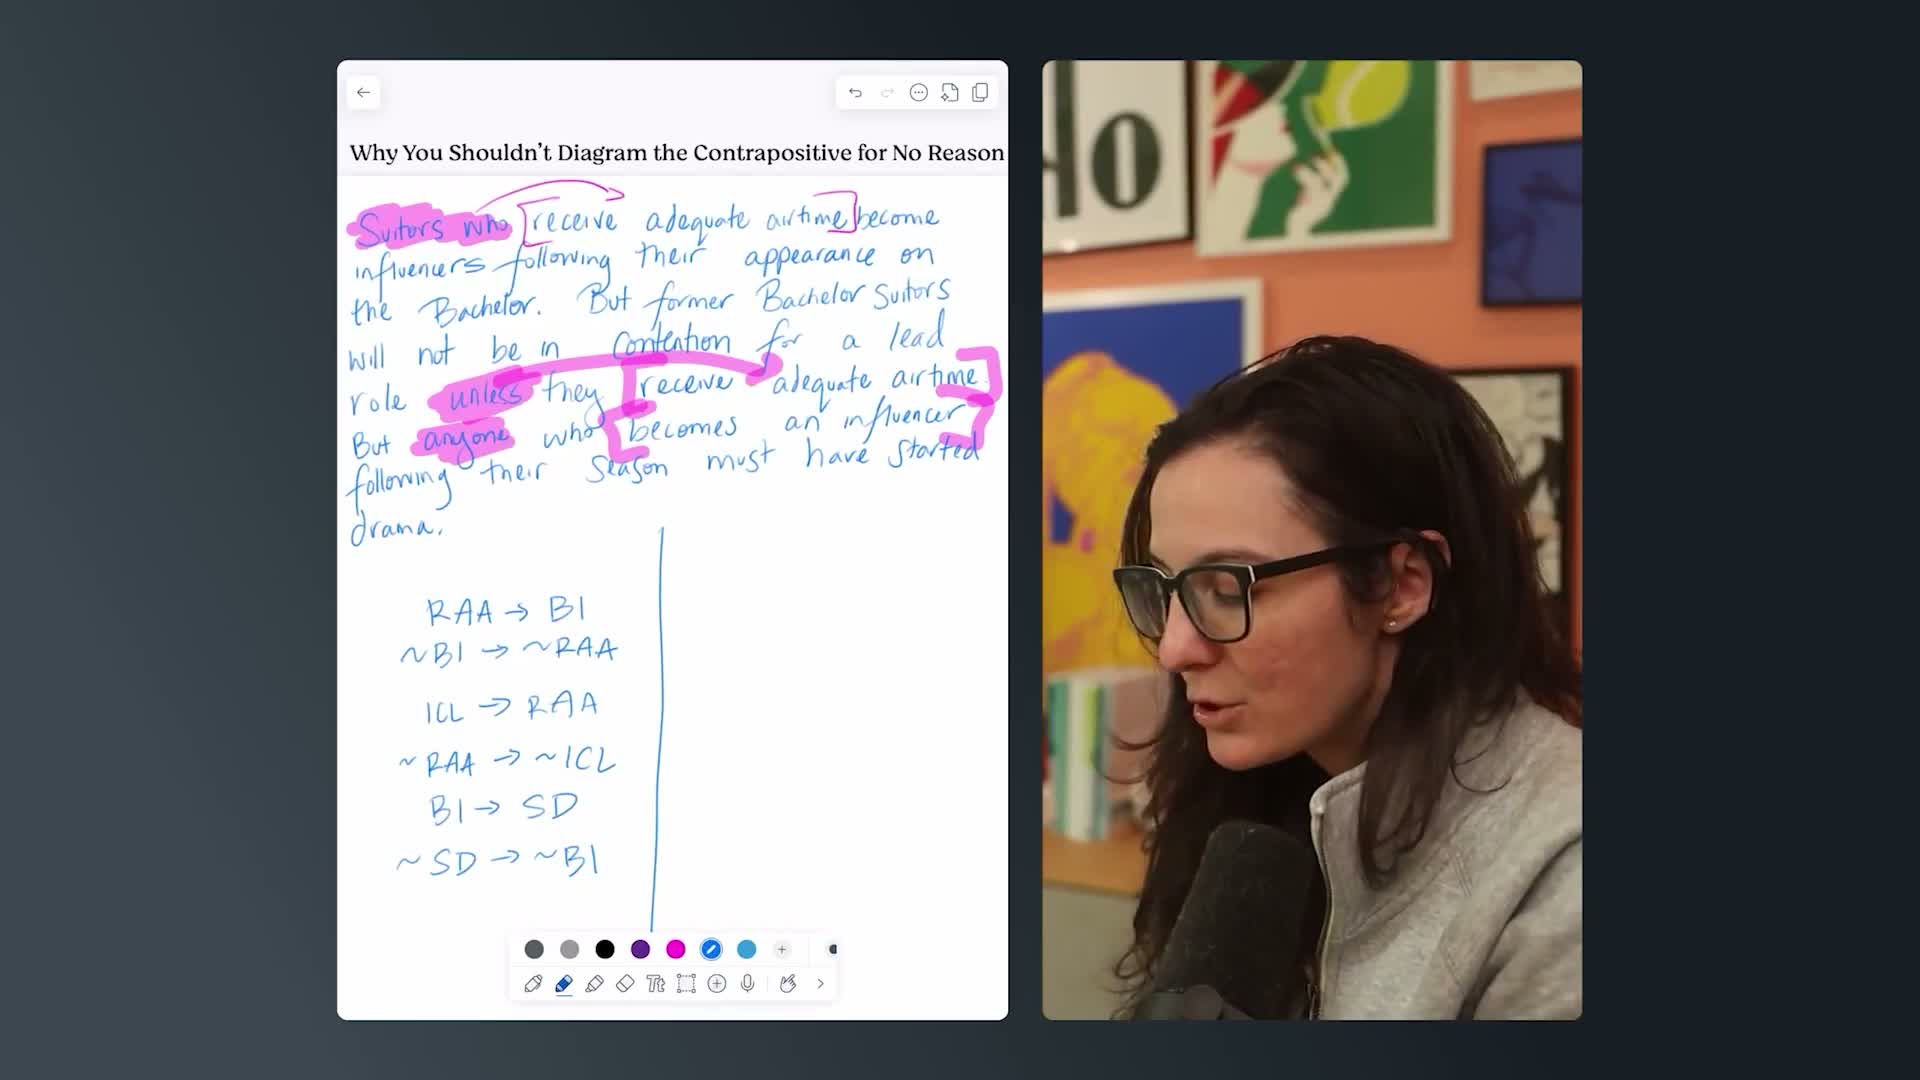 Why You Shouldn't Diagram the Contrapositive for No Reason
Suitors who receive adequate airtime become
influencers following their appearance on
the Bachelor. But former Bachelor Suitors
will not be in contention for a lead
role unless they receive adequate airtime.
But anyone who becomes an influencer
following their season must have started
drama.
RAA → BI
~BI → ~RAA
ICL → RAA
~RAA → ~ICL
BI → SD
~SD → ~BI
Tt
No